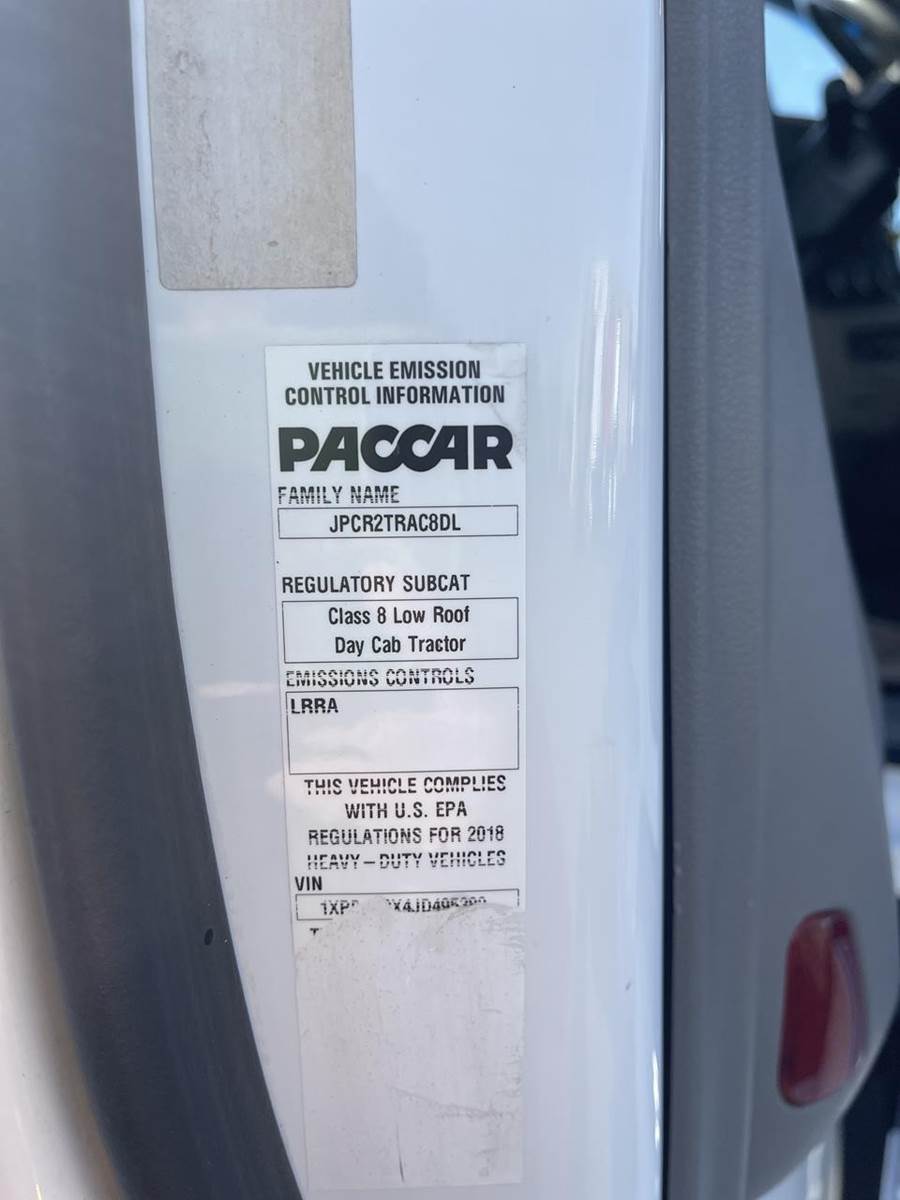 VEHICLE EMISSION
CONTROL INFORMATION
PACCAR
FAMILY NAME
JPCR2TRAC8DL
REGULATORY SUBCAT
Class 8 Low Roof
Day Cab Tractor
EMISSIONS CONTROLS
LRRA
THIS VEHICLE COMPLIES
WITH U.S. EPA
REGULATIONS FOR 2018
HEAVY-DUTY VEHICLES
VIN